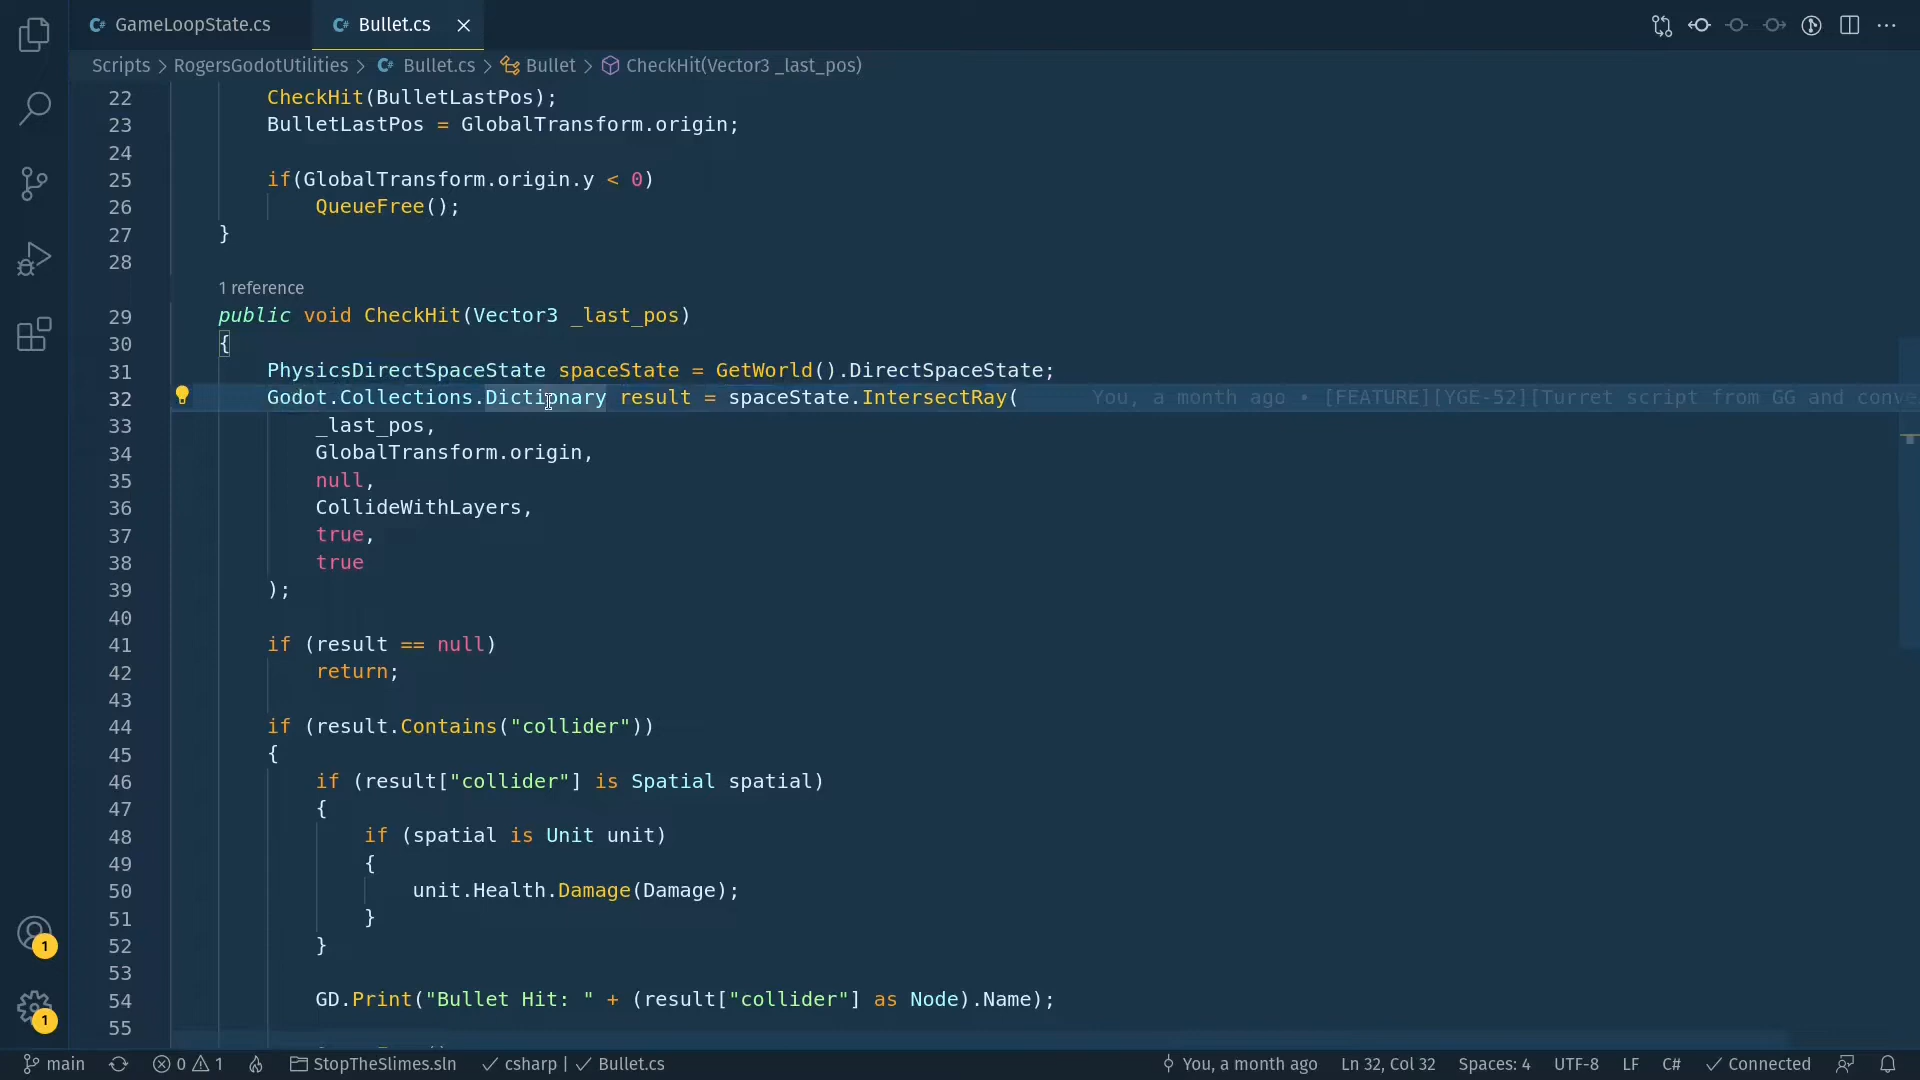 GameLoopState.cs
Bullet.cs
Scripts > RogersGodotUtilities > Bullet.cs > Bullet > CheckHit(Vector3 _last_pos)
22 CheckHit(BulletLastPos);
23 BulletLastPos = GlobalTransform.origin;
24
25 if(GlobalTransform.origin.y < 0)
26 QueueFree();
27 }
28
1 reference
29 public void CheckHit(Vector3 _last_pos)
30 {
31 PhysicsDirectSpaceState spaceState = GetWorld().DirectSpaceState;
32 Godot.Collections.Dictionary result = spaceState.IntersectRay( You, a month ago • [FEATURE][YGE-52][Turret script from GG and conve
33 _last_pos,
34 GlobalTransform.origin,
35 null,
36 CollideWithLayers,
37 true,
38 true
39 );
40
41 if (result == null)
42 return;
43
44 if (result.Contains("collider"))
45 {
46 if (result["collider"] is Spatial spatial)
47 {
48 if (spatial is Unit unit)
49 {
50 unit.Health.Damage(Damage);
51 }
52 }
53
54 GD.Print("Bullet Hit: " + (result["collider"] as Node).Name);
55
1
1
main 0 1 StopTheSlimes.sln csharp | Bullet.cs You, a month ago Ln 32, Col 32 Spaces: 4 UTF-8 LF C# Connected